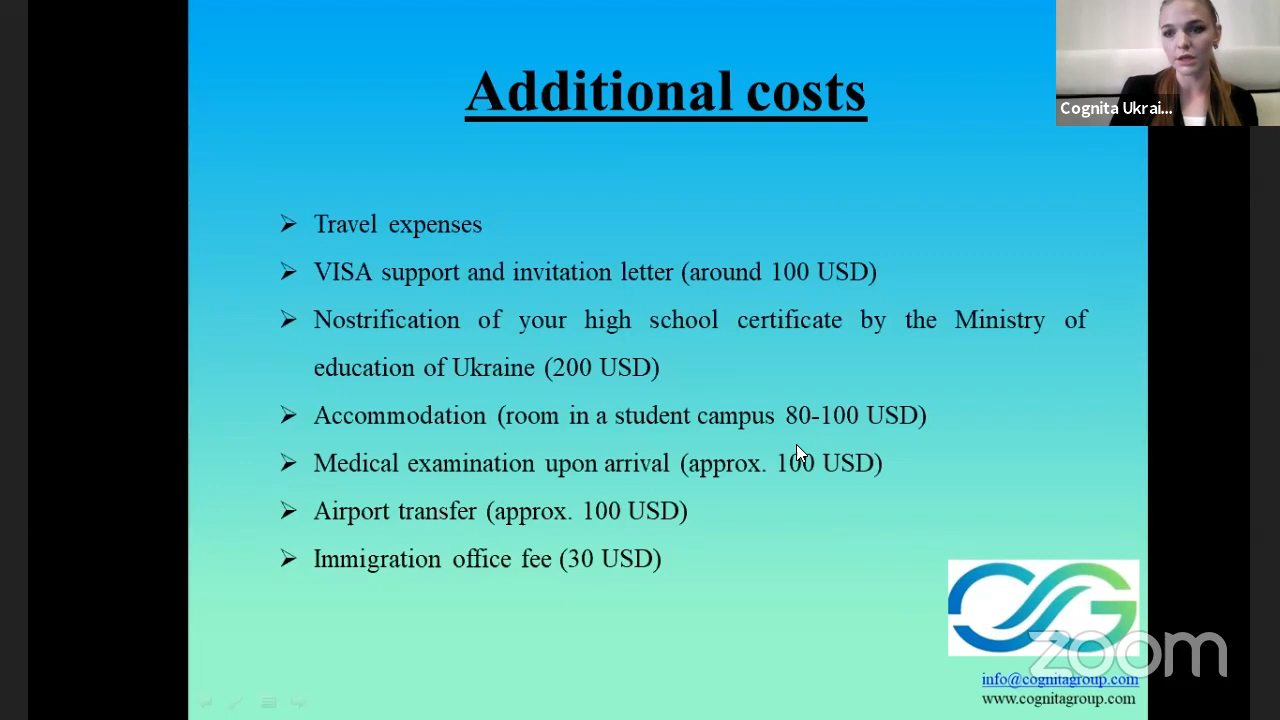 Additional costs
Cognita Ukrai...
Travel expenses
VISA support and invitation letter (around 100 USD)
Nostrification of your high school certificate by the Ministry of
education of Ukraine (200 USD)
Accommodation (room in a student campus 80-100 USD)
Medical examination upon arrival (approx. 100 USD)
Airport transfer (approx. 100 USD)
Immigration office fee (30 USD)
CG
zoom
info@cognitagroup.com
www.cognitagroup.com